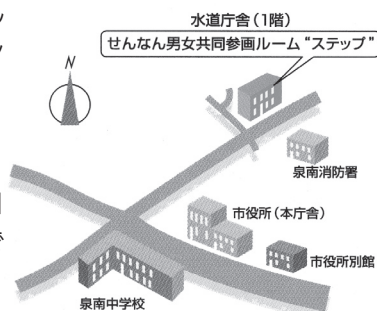 水道庁舎(1階)
せんなん男女共同参画ルーム“ステップ”
N
泉南消防署
市役所(本庁舎)
市役所別館
泉南中学校